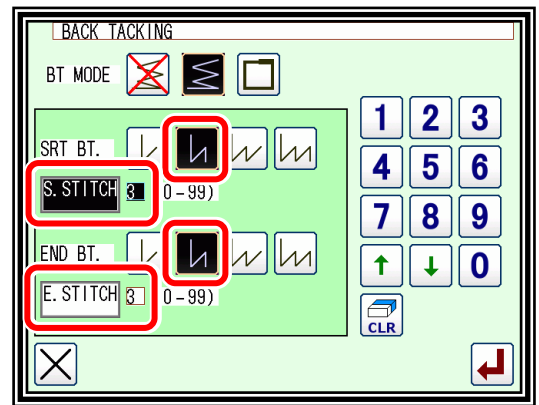 BACK TACKING
BT MODE
SRT BT.
S.STITCH 3 0-99)
END BT.
E.STITCH 3 0-99)
1 2 3
4 5 6
7 8 9
↑ ↓ 0
CLR